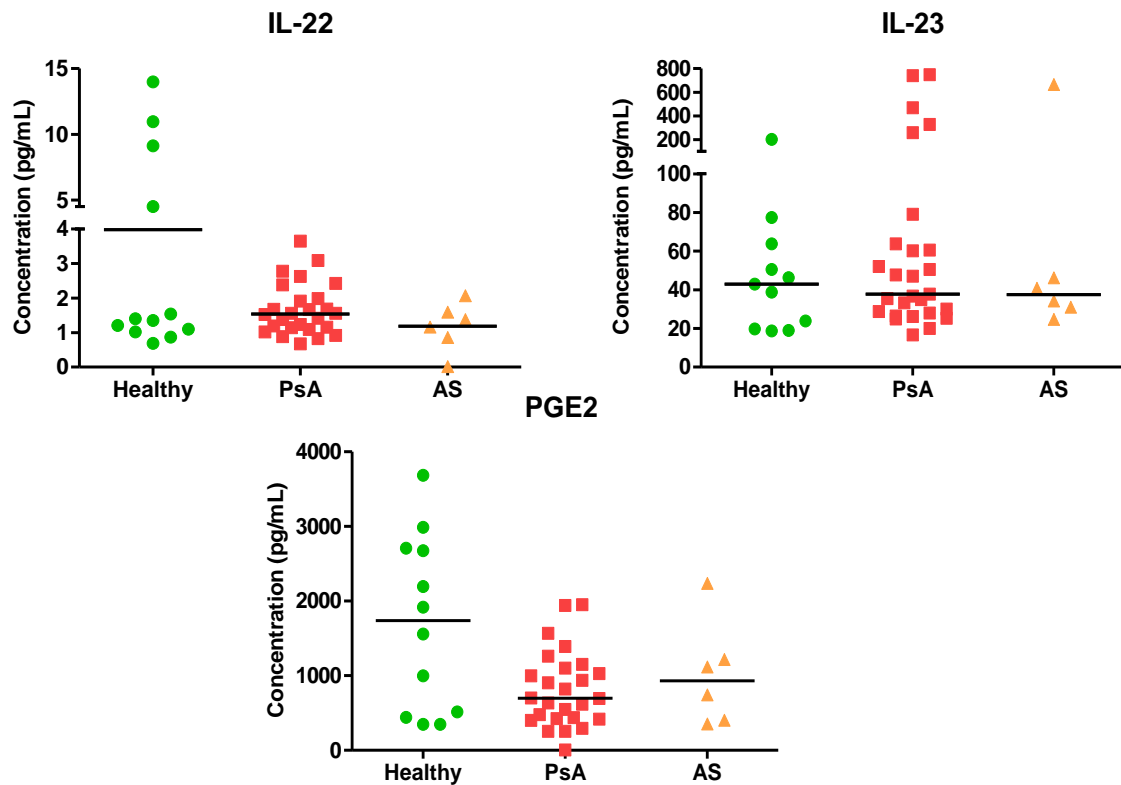 IL-22
Concentration (pg/mL)
15
10
5
4
3
2
1
0
Healthy PsA AS
IL-23
Concentration (pg/mL)
800
600
400
200
100
80
60
40
20
0
Healthy PsA AS
PGE2
Concentration (pg/mL)
4000
3000
2000
1000
0
Healthy PsA AS